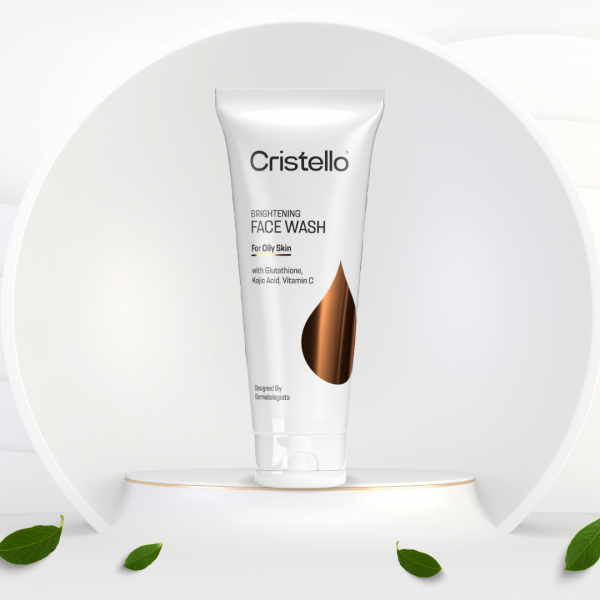 Cristello®
BRIGHTENING
FACE WASH
For Oily Skin
with Glutathione,
Kojic Acid, Vitamin C
Designed By
Dermatologists